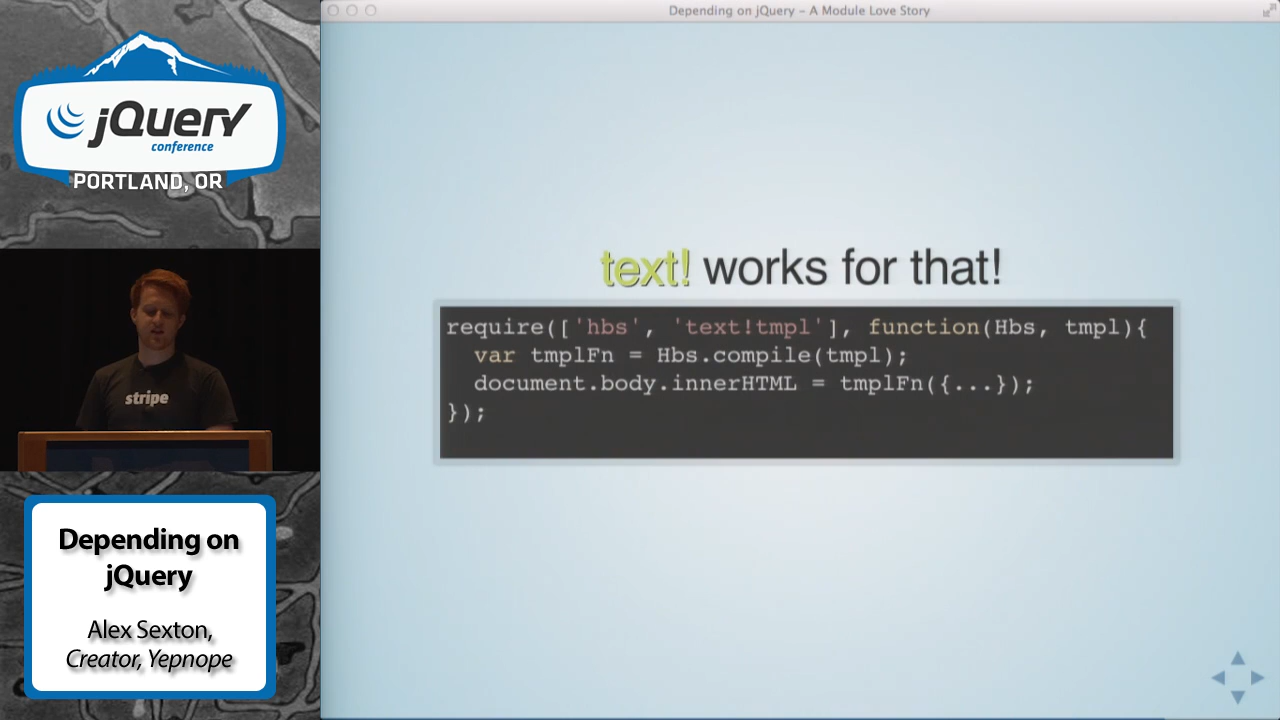 jQuery
conference
PORTLAND, OR
stripe
Depending on
jQuery
Alex Sexton,
Creator, Yepnope
Depending on jQuery – A Module Love Story
text! works for that!
require(['hbs', 'text!tmpl'], function(Hbs, tmpl){
  var tmplFn = Hbs.compile(tmpl);
  document.body.innerHTML = tmplFn({...});
});